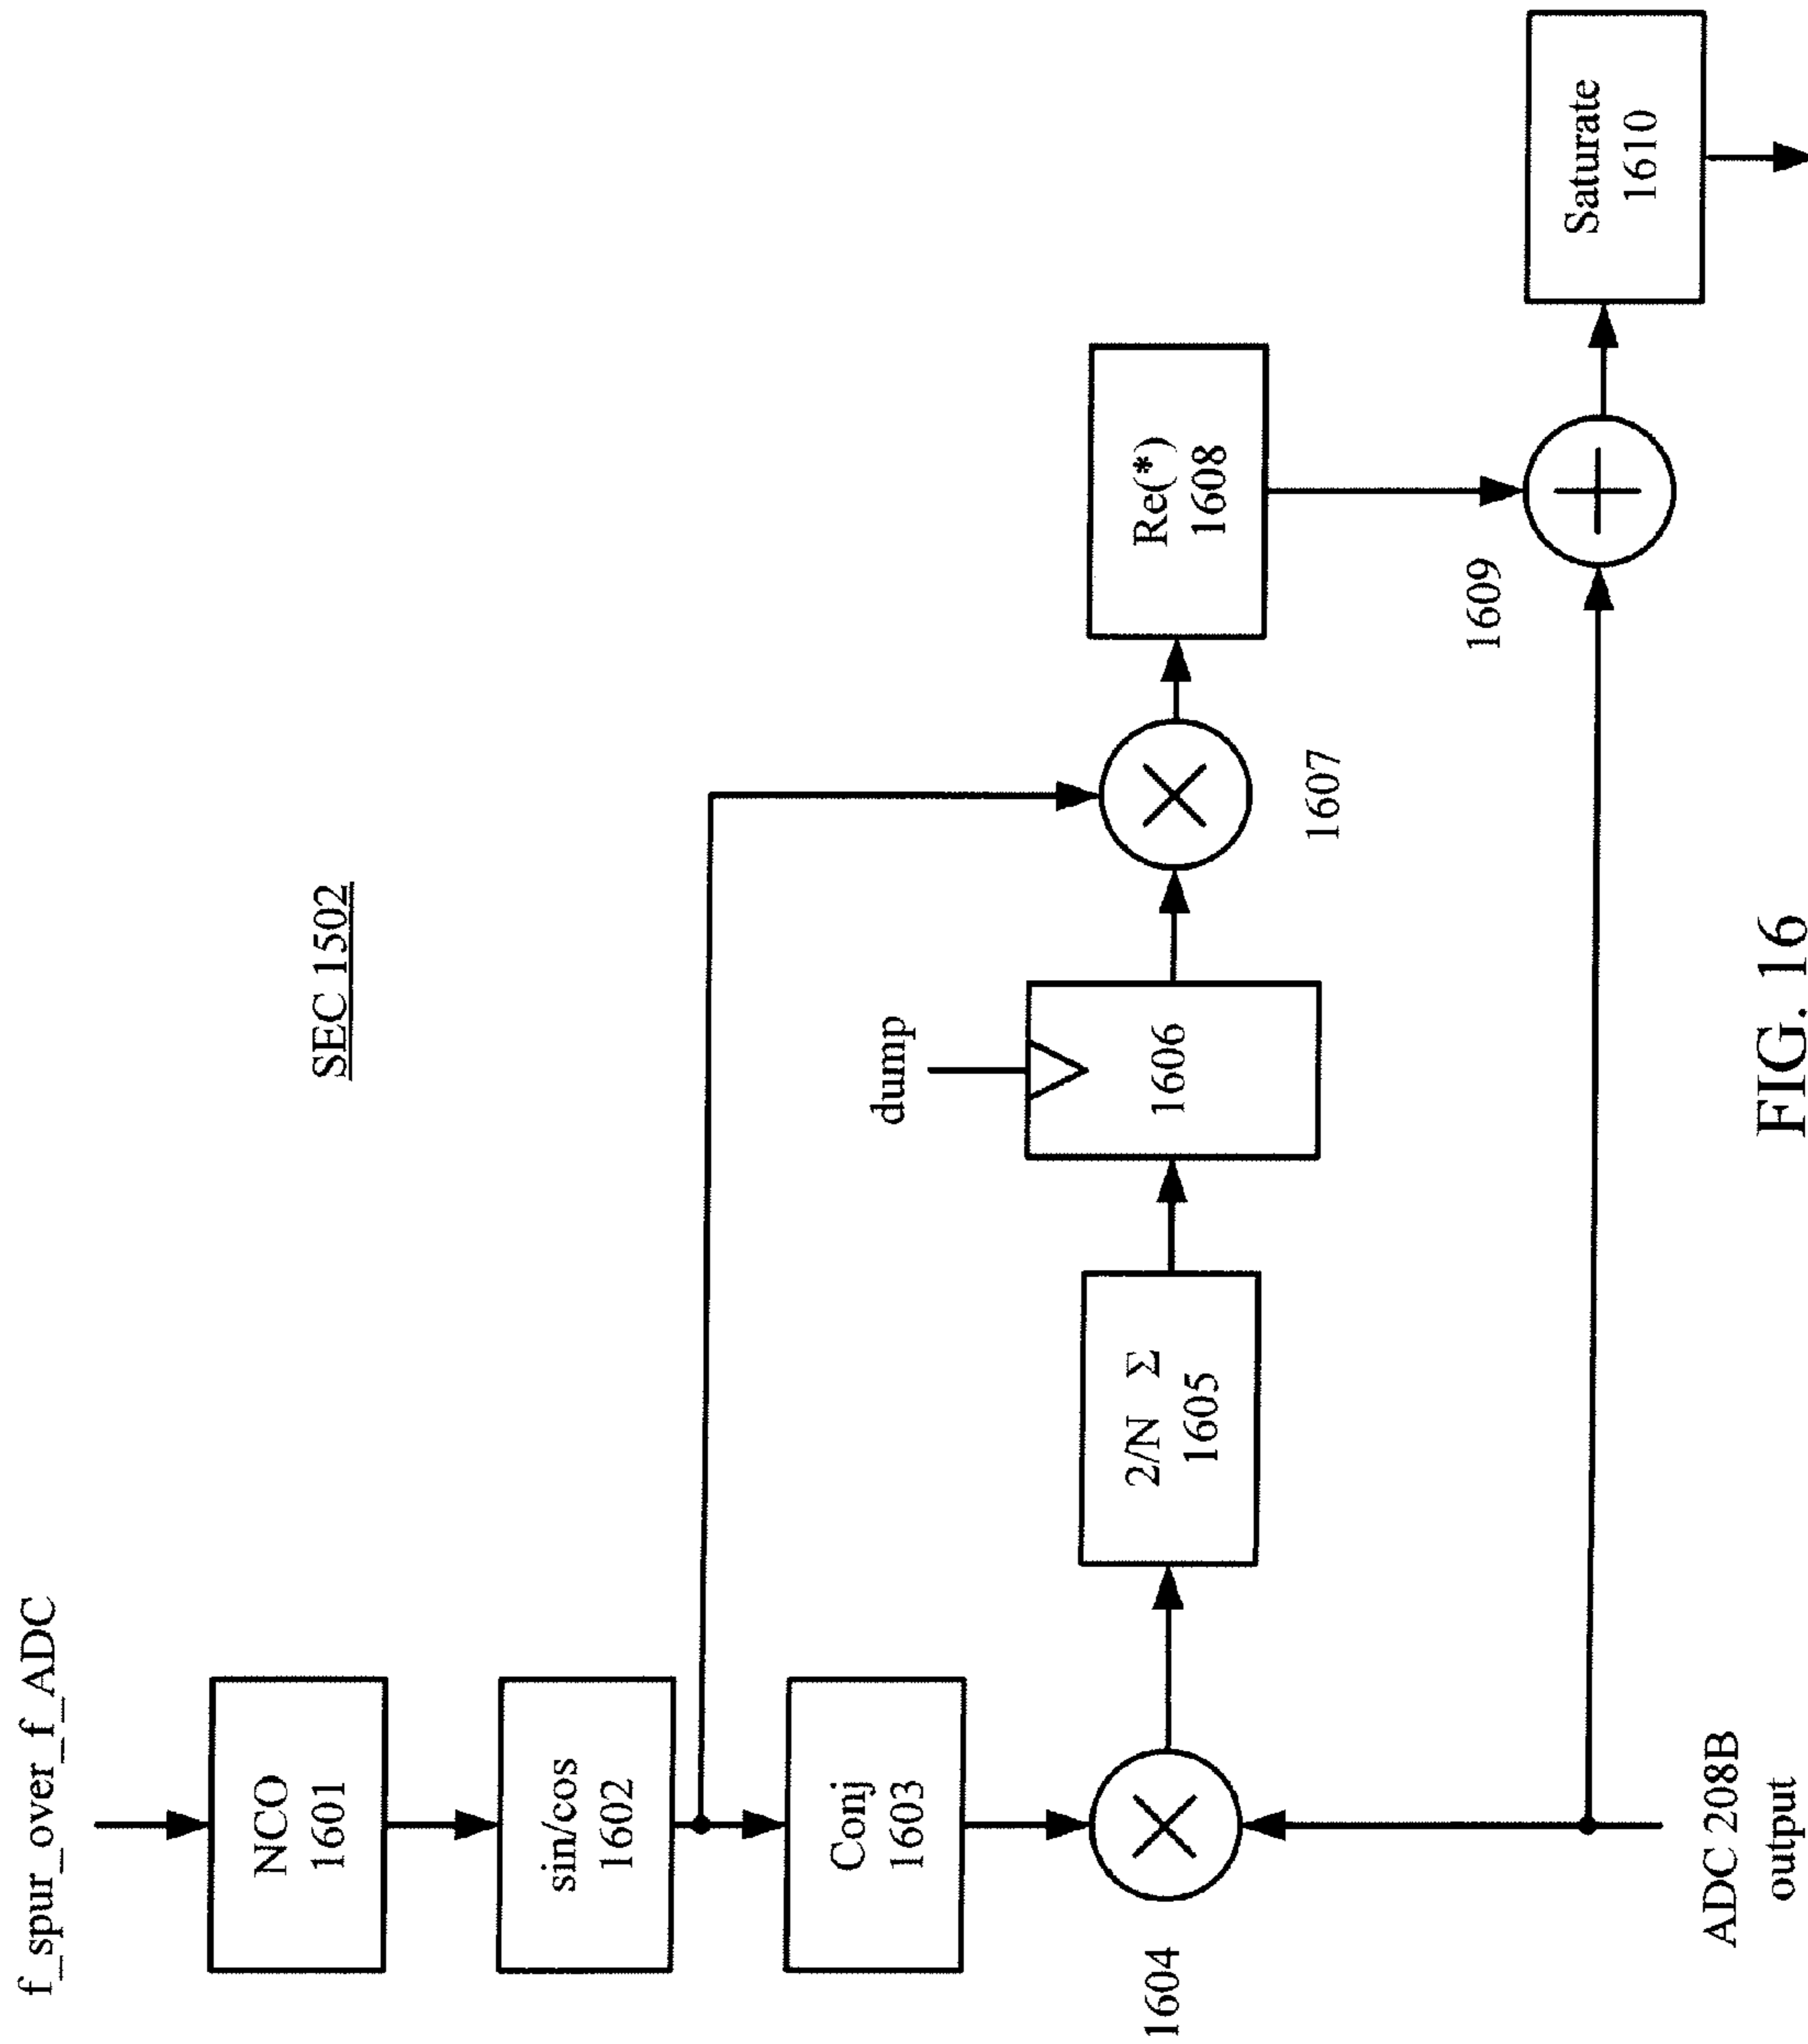 SEC 1502
f_spur_over_f_ADC
NCO
1601
sin/cos
1602
Conj
1603
1604
2/N Σ
1605
dump
1606
1607
Re(*)
1608
1609
Saturate
1610
ADC 208B
output
FIG. 16